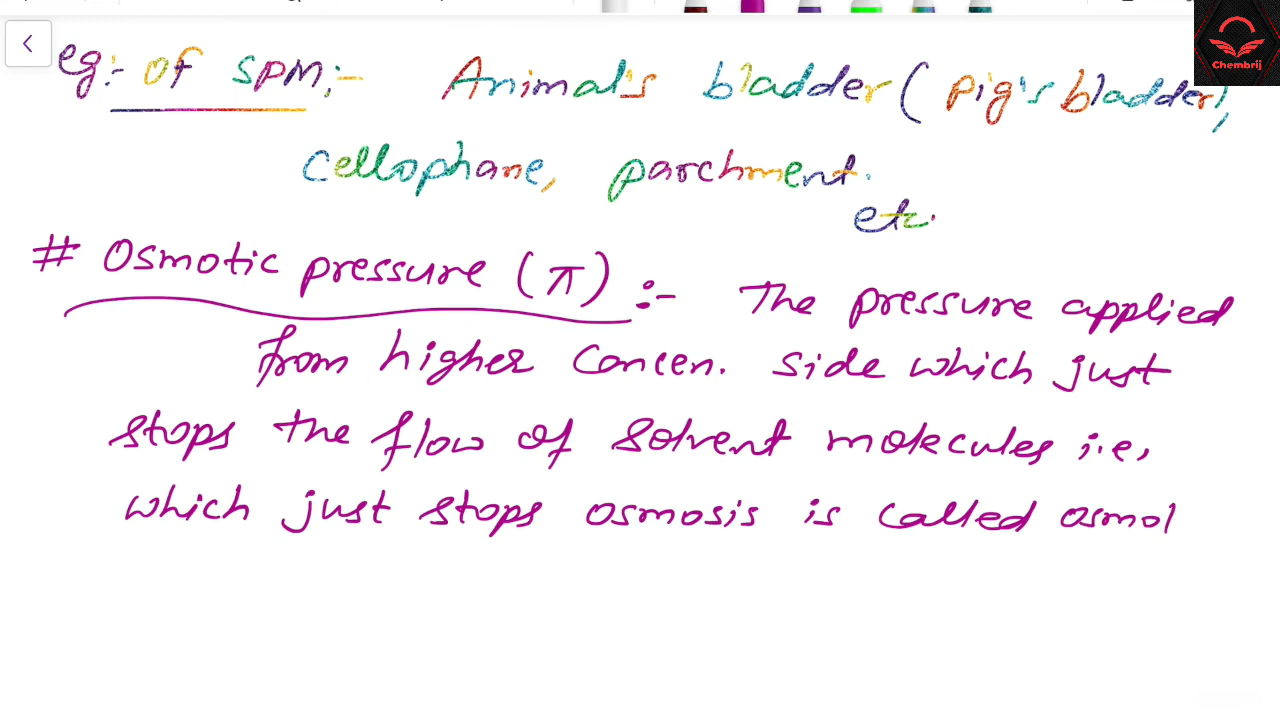 Chembrij
eg:- of SPM:- Animal's bladder (pig's bladder),
Cellophane, parchment.
etc.
# Osmotic pressure (π) :- The pressure applied
from higher Concen. side which just
stops the flow of solvent molecules i.e,
which just stops osmosis is called osmo